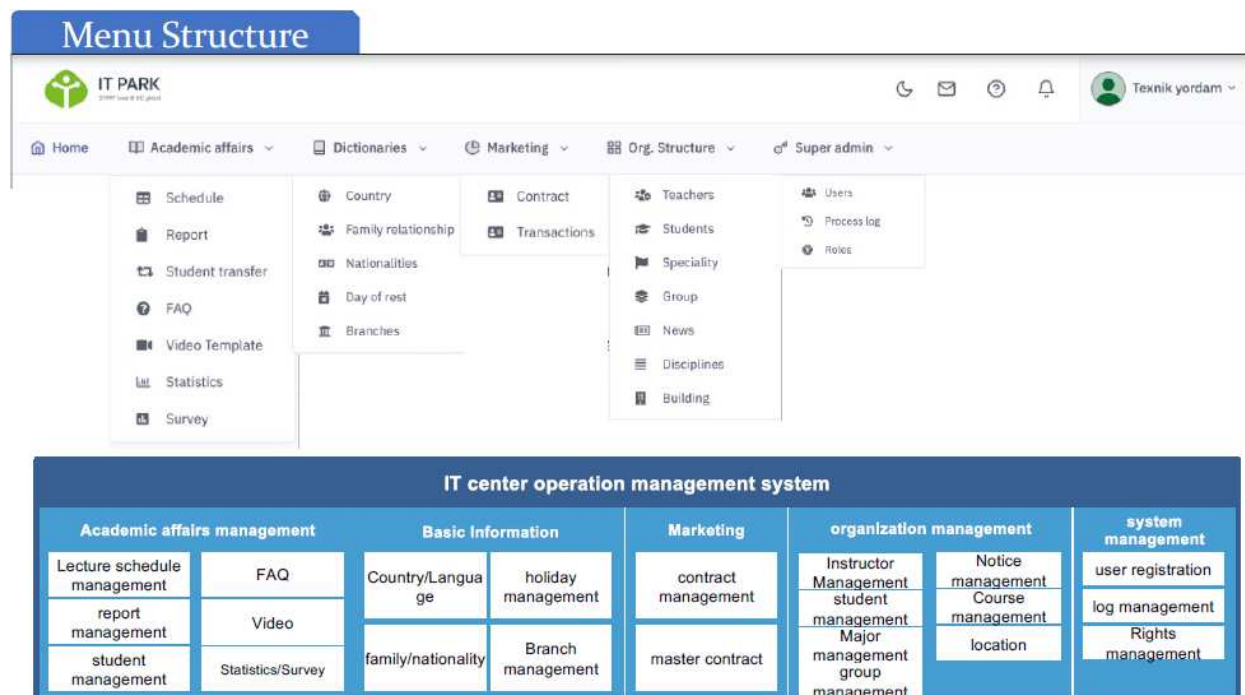 Menu Structure
IT PARK
Texnik yordam
Home
Academic affairs
Dictionaries
Marketing
Org. Structure
Super admin
Schedule
Report
Student transfer
FAQ
Video Template
Statistics
Survey
Country
Family relationship
Nationalities
Day of rest
Branches
Contract
Transactions
Teachers
Students
Speciality
Group
News
Disciplines
Building
Users
Process log
Roles
IT center operation management system
Academic affairs management
Lecture schedule
management
report
management
student
management
FAQ
Video
Statistics/Survey
Basic Information
Country/Langua
ge
family/nationality
holiday
management
Branch
management
Marketing
contract
management
master contract
organization management
Instructor
Management
student
management
Major
management
group
management
Notice
management
Course
management
location
system
management
user registration
log management
Rights
management